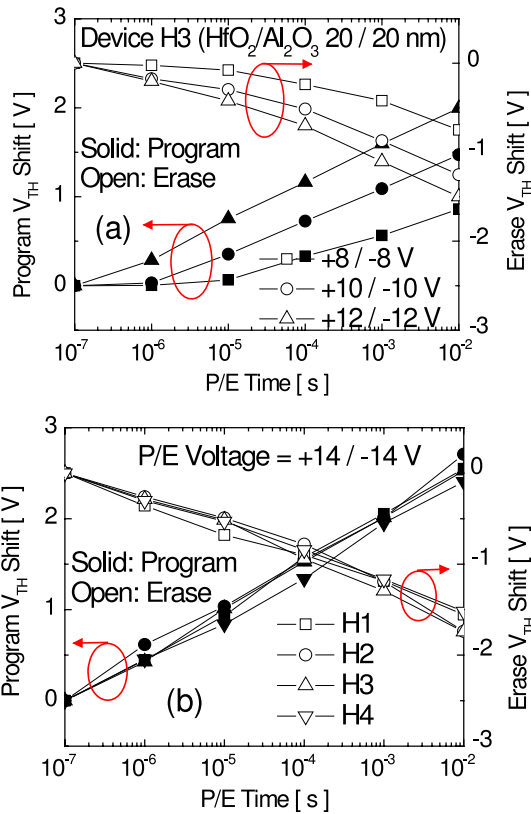 Device H3 (HfO2/Al2O3 20 / 20 nm)
3
2
1
0
0
-1
-2
-3
Program VTH Shift [ V ]
Erase VTH Shift [ V ]
Solid: Program
Open: Erase
(a)
+8 / -8 V
+10 / -10 V
+12 / -12 V
10-7 10-6 10-5 10-4 10-3 10-2
P/E Time [ s ]
P/E Voltage = +14 / -14 V
3
2
1
0
0
-1
-2
-3
Program VTH Shift [ V ]
Erase VTH Shift [ V ]
Solid: Program
Open: Erase
H1
H2
H3
H4
(b)
10-7 10-6 10-5 10-4 10-3 10-2
P/E Time [ s ]